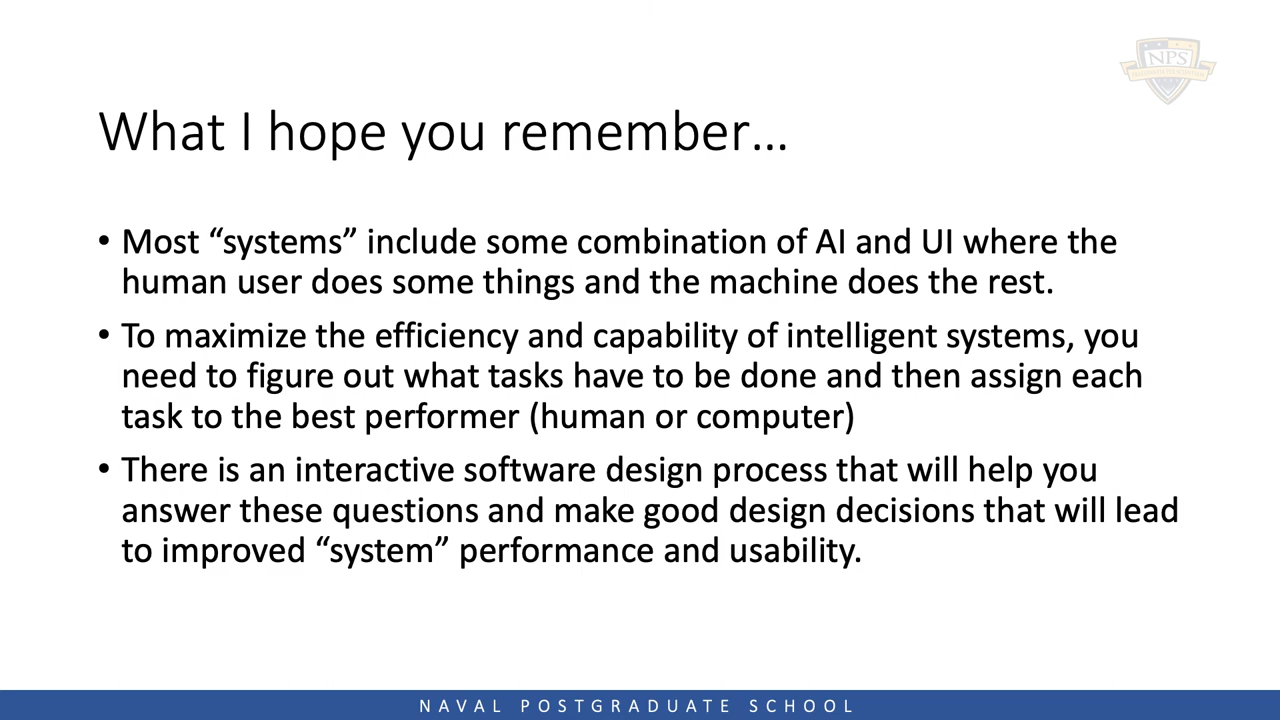 NPS
What I hope you remember…
• Most “systems” include some combination of AI and UI where the
human user does some things and the machine does the rest.
• To maximize the efficiency and capability of intelligent systems, you
need to figure out what tasks have to be done and then assign each
task to the best performer (human or computer)
• There is an interactive software design process that will help you
answer these questions and make good design decisions that will lead
to improved “system” performance and usability.
NAVAL POSTGRADUATE SCHOOL